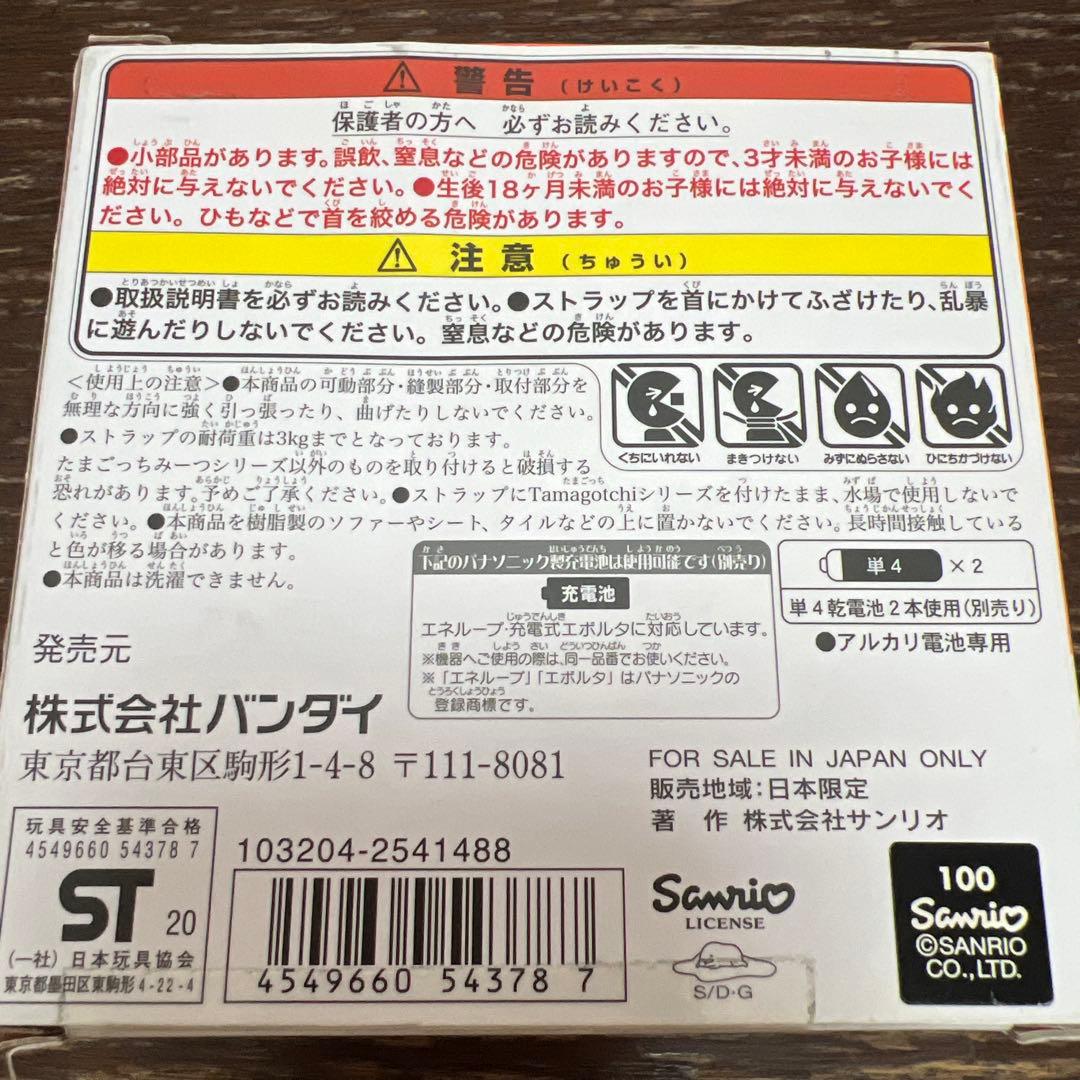 警告（けいこく）
保護者の方へ 必ずお読みください。
●小部品があります。誤飲、窒息などの危険がありますので、3才未満のお子様には
絶対に与えないでください。●生後18ヶ月未満のお子様には絶対に与えないでく
ださい。ひもなどで首を絞める危険があります。
注意（ちゅうい）
●取扱説明書を必ずお読みください。●ストラップを首にかけてふざけたり、乱暴
に遊んだりしないでください。窒息などの危険があります。
＜使用上の注意＞●本商品の可動部分・縫製部分・取付部分を
無理な方向に強く引っ張ったり、曲げたりしないでください。
●ストラップの耐荷重は3kgまでとなっております。
たまごっちみーつシリーズ以外のものを取り付けると破損する
恐れがあります。予めご了承ください。●ストラップにTamagotchiシリーズを付けたまま、水場で使用しないで
ください。●本商品を樹脂製のソファーやシート、タイルなどの上に置かないでください。長時間接触している
と色が移る場合があります。
●本商品は洗濯できません。
くちにいれない
まきつけない
みずにぬらさない
ひにちかづけない
下記のパナソニック製充電池は使用可能です(別売り)
充電池
エネループ・充電式エボルタに対応しています。
※機器へご使用の際は、同一品番でお使いください。
※「エネループ」「エボルタ」はパナソニックの
登録商標です。
単4 ×2
単4乾電池2本使用(別売り)
●アルカリ電池専用
発売元
株式会社バンダイ
東京都台東区駒形1-4-8 〒111-8081
FOR SALE IN JAPAN ONLY
販売地域:日本限定
著 作 株式会社サンリオ
玩具安全基準合格
4549660 54378 7
ST 20
(一社) 日本玩具協会
東京都墨田区東駒形4-22-4
103204-2541488
4549660 543787
Sanrio
LICENSE
S/D・G
100
Sanrio
©SANRIO
CO.,LTD.